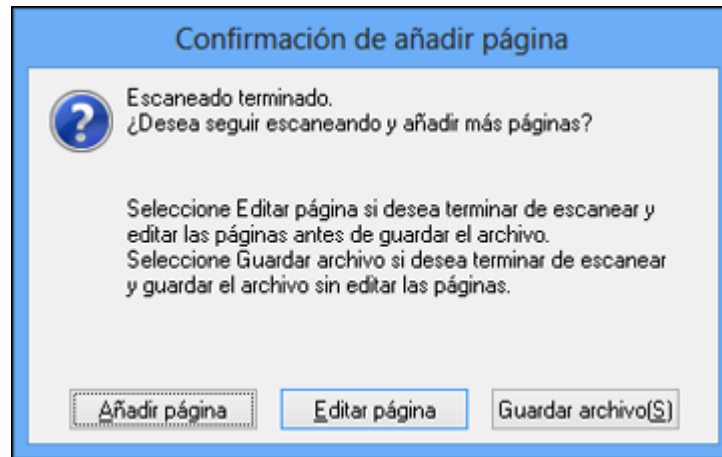 Confirmación de añadir página
Escaneado terminado.
¿Desea seguir escaneando y añadir más páginas?
Seleccione Editar página si desea terminar de escanear y
editar las páginas antes de guardar el archivo.
Seleccione Guardar archivo si desea terminar de escanear
y guardar el archivo sin editar las páginas.
Añadir página Editar página Guardar archivo(S)